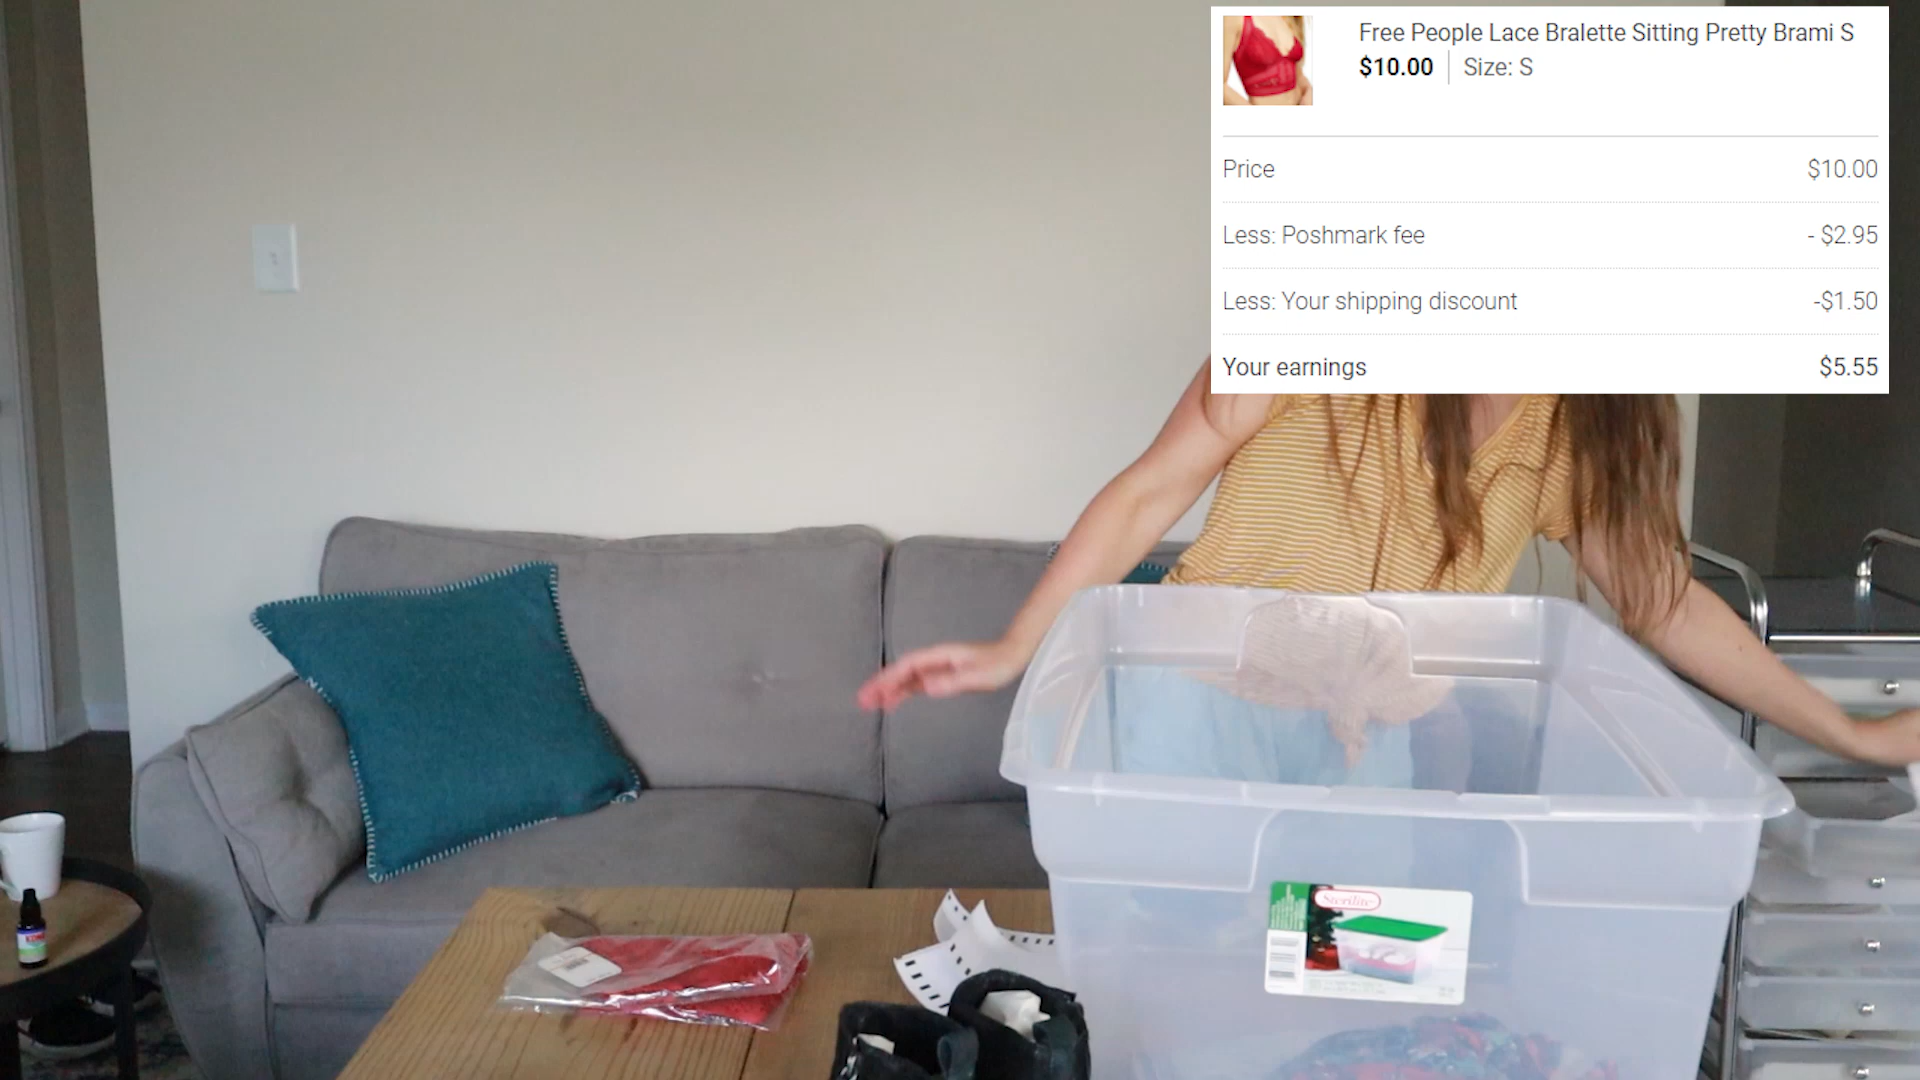 Free People Lace Bralette Sitting Pretty Brami S
$10.00 | Size: S
Price $10.00
Less: Poshmark fee - $2.95
Less: Your shipping discount -$1.50
Your earnings $5.55
Sterilite